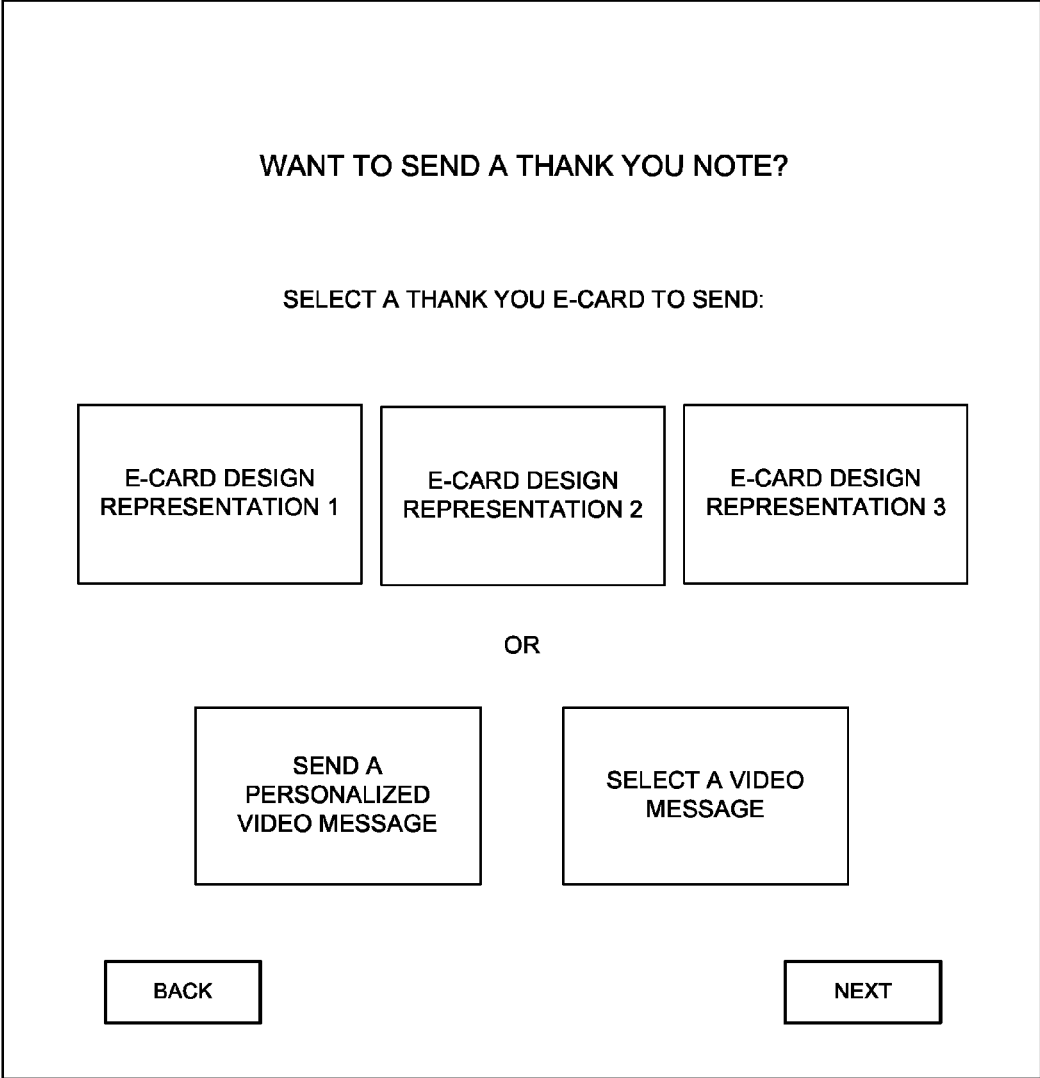 WANT TO SEND A THANK YOU NOTE?
SELECT A THANK YOU E-CARD TO SEND:
E-CARD DESIGN
REPRESENTATION 1
E-CARD DESIGN
REPRESENTATION 2
E-CARD DESIGN
REPRESENTATION 3
OR
SEND A
PERSONALIZED
VIDEO MESSAGE
SELECT A VIDEO
MESSAGE
BACK
NEXT